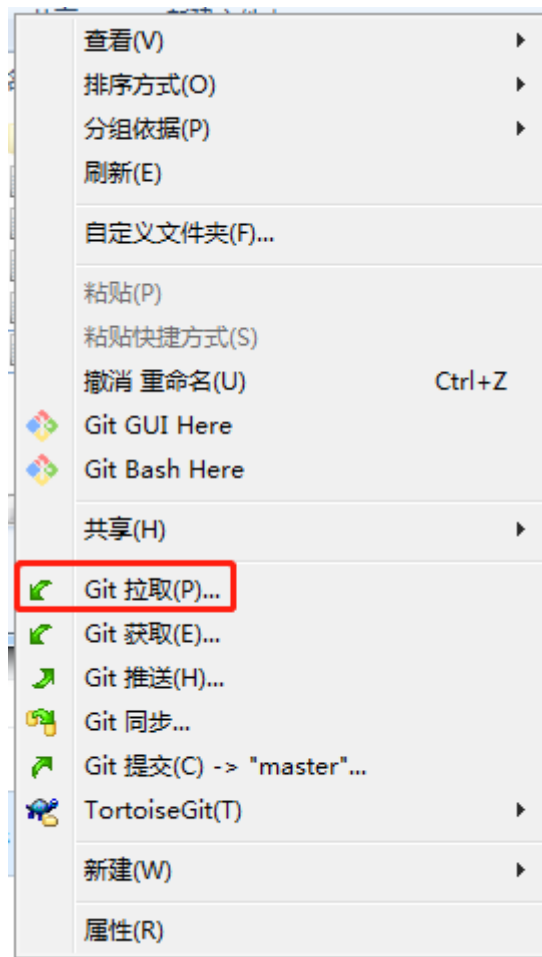 查看(V)
排序方式(O)
分组依据(P)
刷新(E)
自定义文件夹(F)...
粘贴(P)
粘贴快捷方式(S)
撤消 重命名(U) Ctrl+Z
Git GUI Here
Git Bash Here
共享(H)
Git 拉取(P)...
Git 获取(E)...
Git 推送(H)...
Git 同步...
Git 提交(C) -> "master"...
TortoiseGit(T)
新建(W)
属性(R)